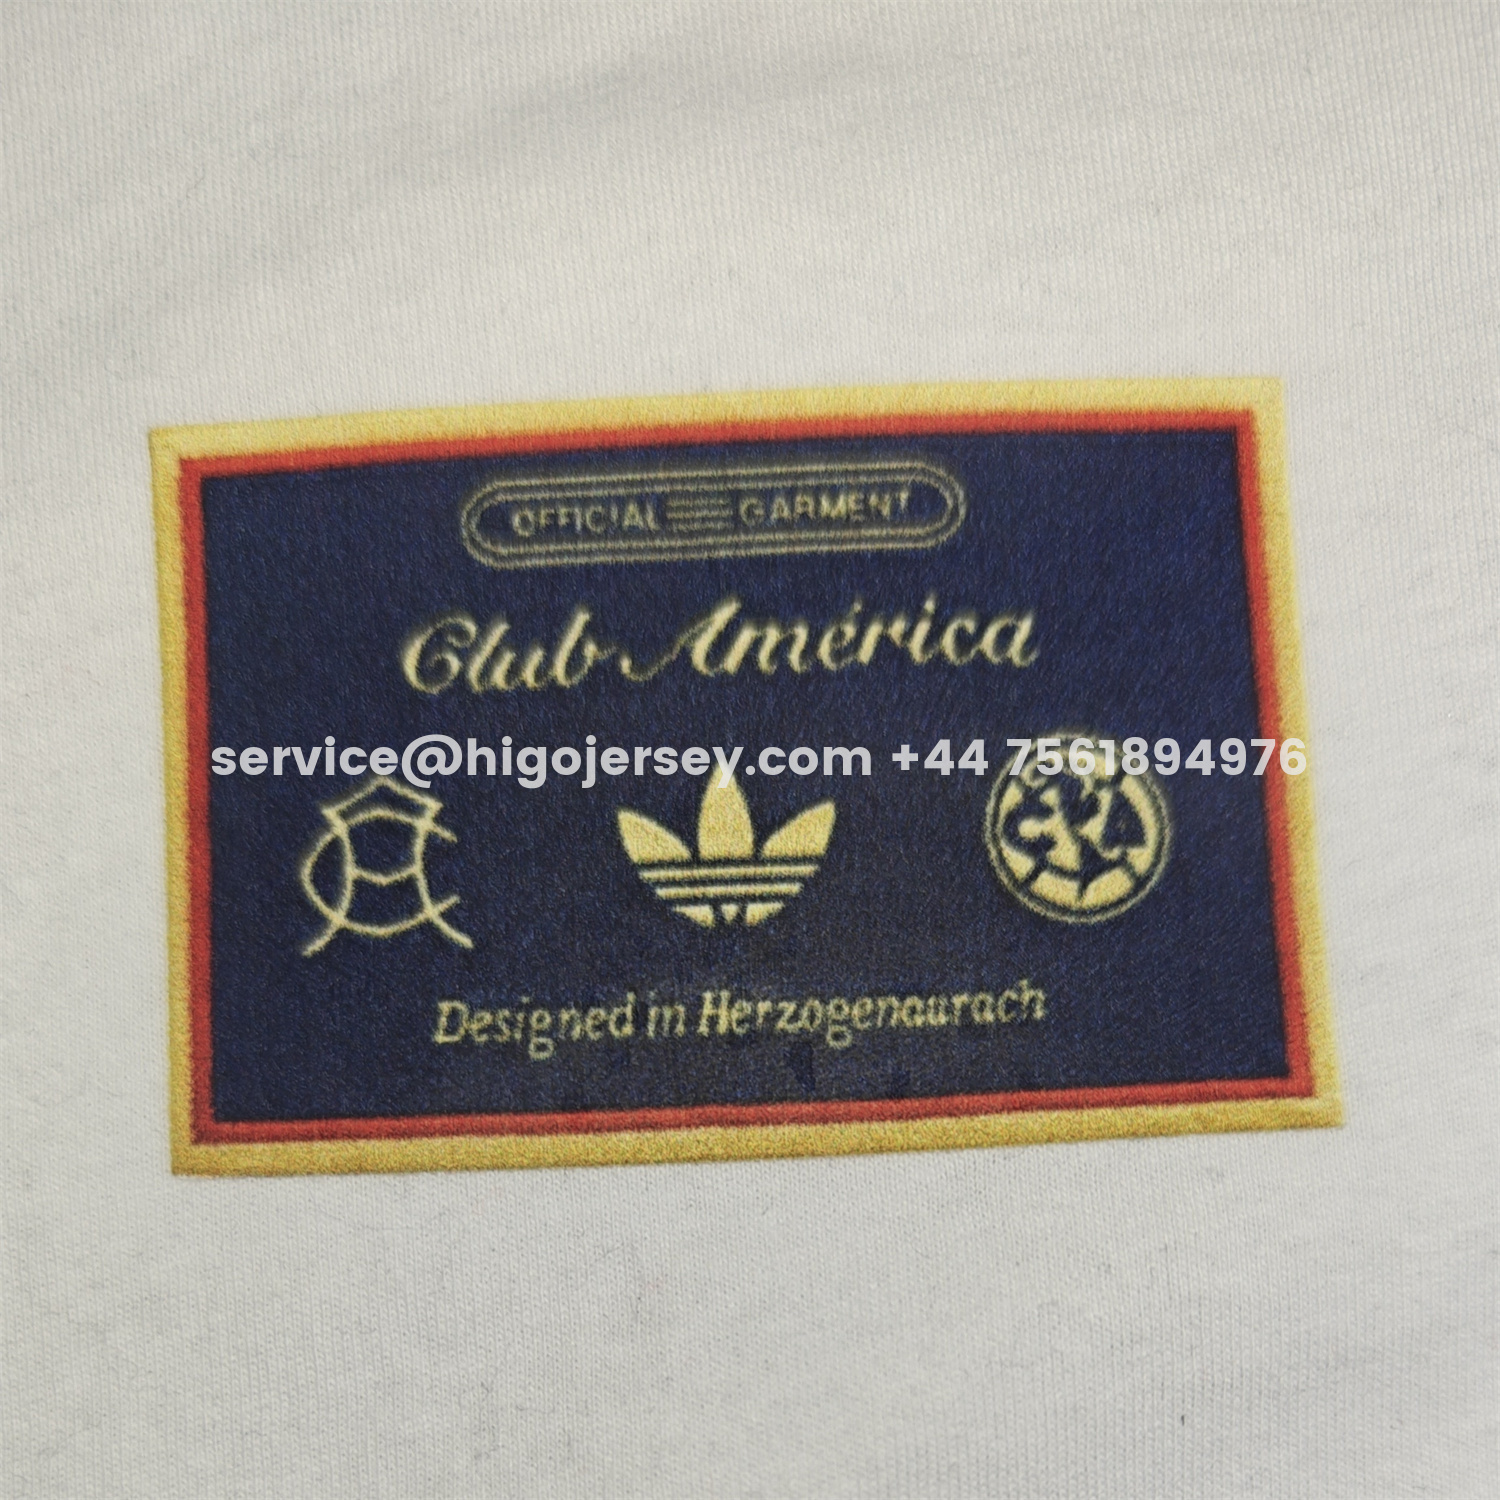 OFFICIAL GARMENT
Club América
service@higojersey.com +44 7561894976
Designed in Herzogenaurach